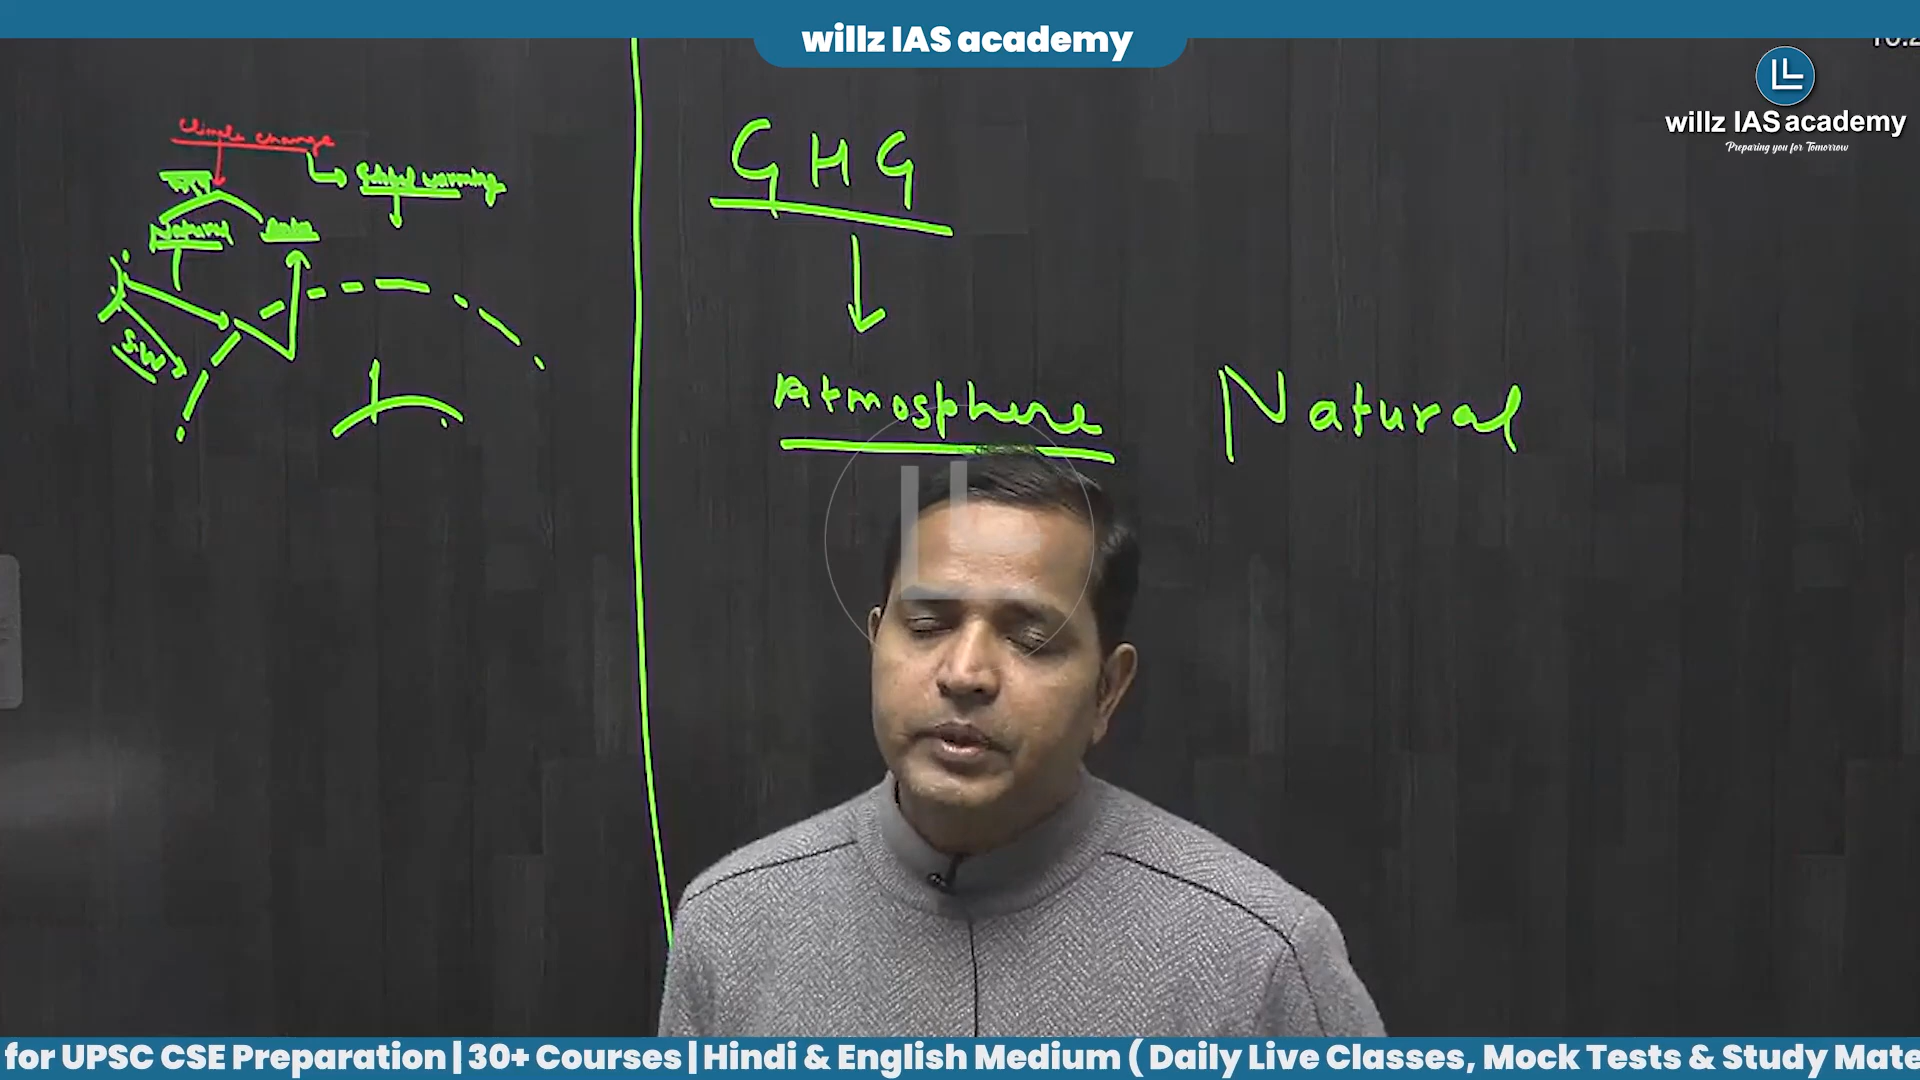 willz IAS academy
willz IAS academy
Preparing you for Tomorrow
Climate change
Global warming
Natural
S.W
GHG
Atmosphere
Natural
for UPSC CSE Preparation | 30+ Courses | Hindi & English Medium ( Daily Live Classes, Mock Tests & Study Mate